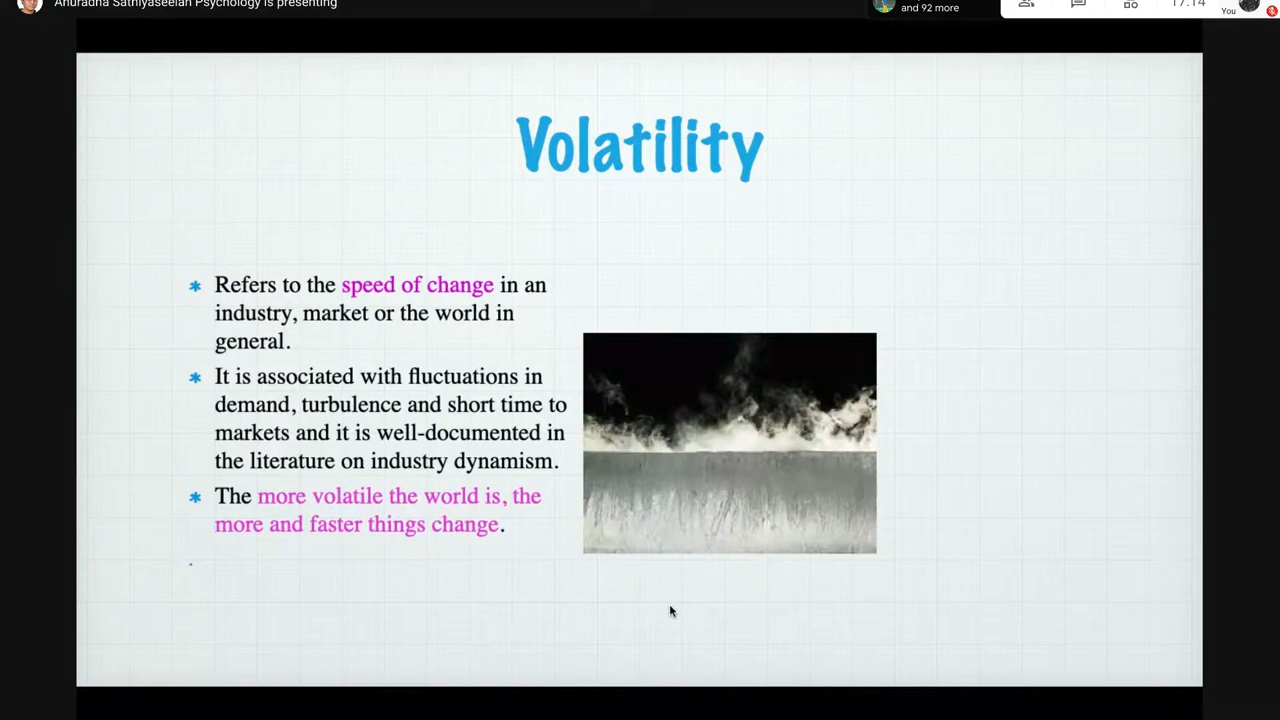 Anuradha Sathiyaseelan Psychology is presenting
and 92 more
17:14
You
Volatility
* Refers to the speed of change in an
industry, market or the world in
general.
* It is associated with fluctuations in
demand, turbulence and short time to
markets and it is well-documented in
the literature on industry dynamism.
* The more volatile the world is, the
more and faster things change.